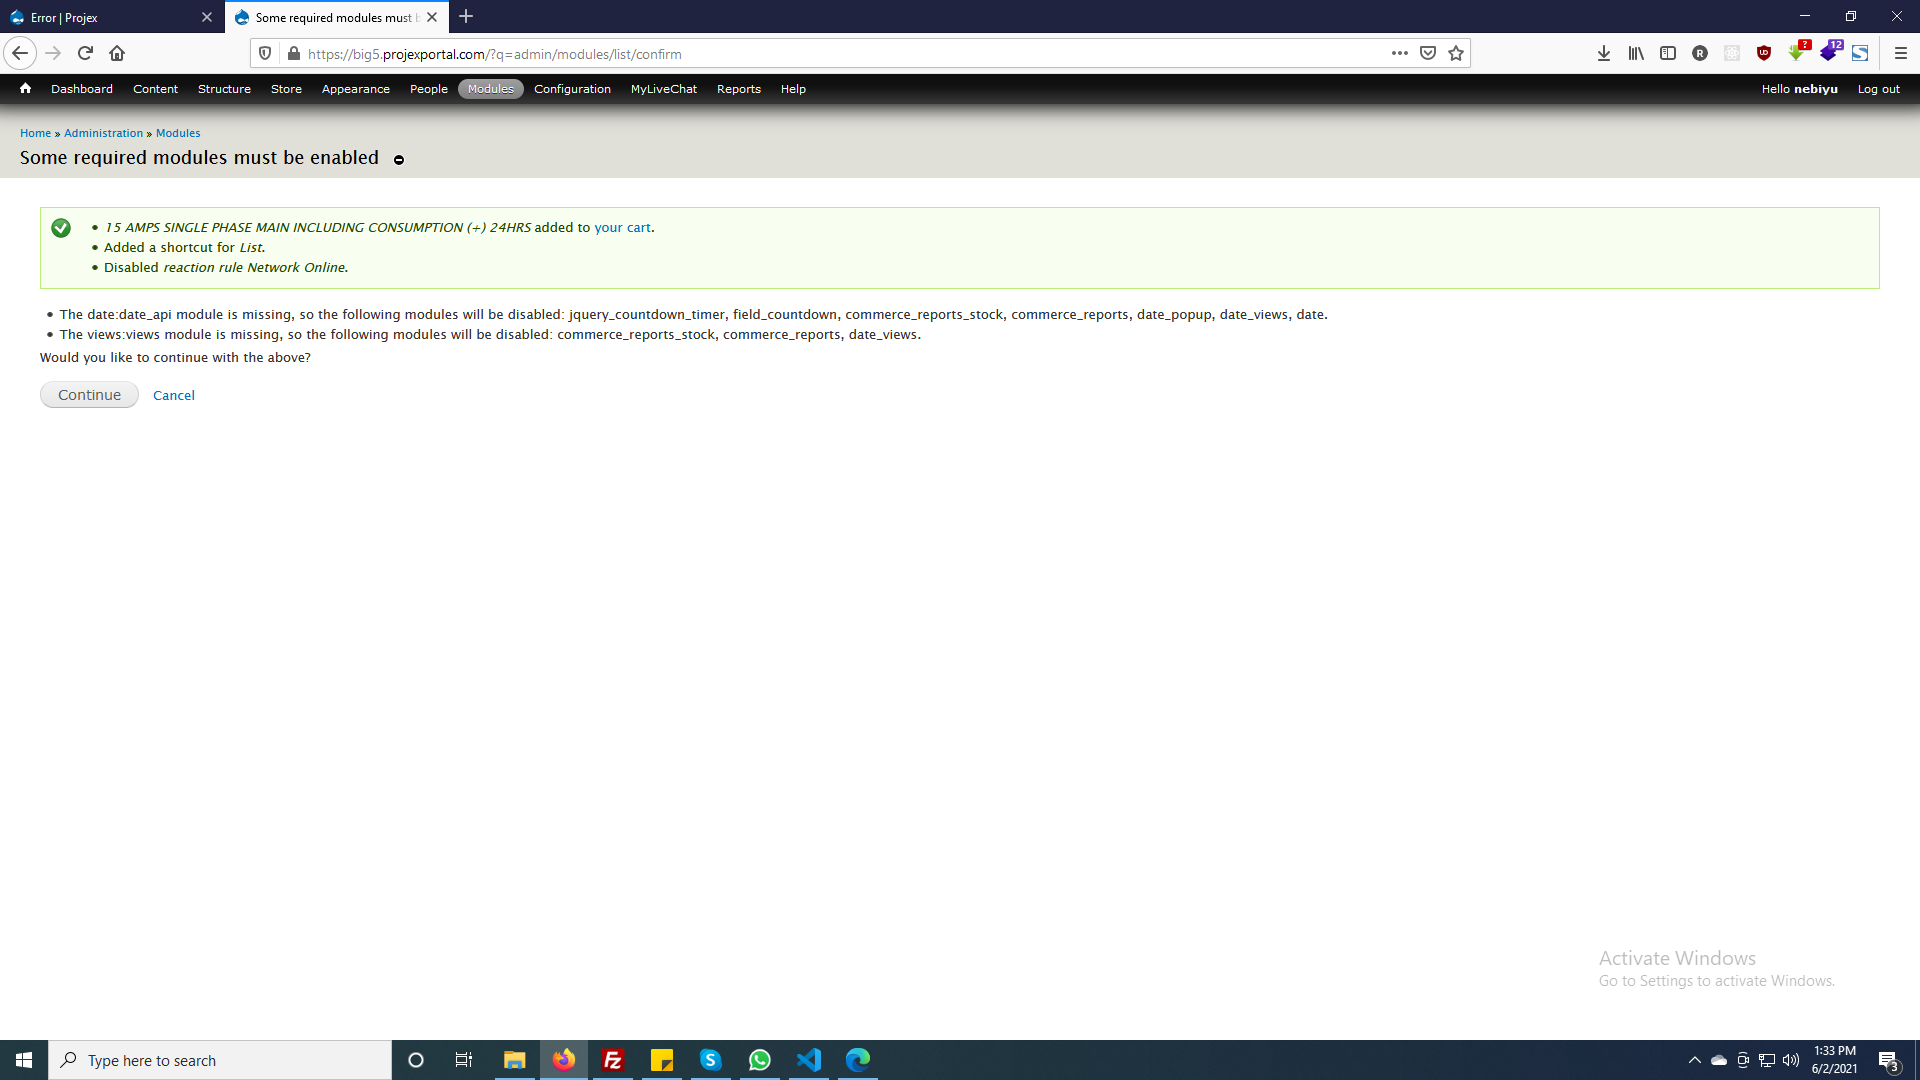 Error | Projex
Some required modules must b
https://big5.projexportal.com/?q=admin/modules/list/confirm
R
UD
?
12
S
Dashboard Content Structure Store Appearance People Modules Configuration MyLiveChat Reports Help Hello nebiyu Log out
Home » Administration » Modules
Some required modules must be enabled
• 15 AMPS SINGLE PHASE MAIN INCLUDING CONSUMPTION (+) 24HRS added to your cart.
• Added a shortcut for List.
• Disabled reaction rule Network Online.
• The date:date_api module is missing, so the following modules will be disabled: jquery_countdown_timer, field_countdown, commerce_reports_stock, commerce_reports, date_popup, date_views, date.
• The views:views module is missing, so the following modules will be disabled: commerce_reports_stock, commerce_reports, date_views.
Would you like to continue with the above?
Continue Cancel
Activate Windows
Go to Settings to activate Windows.
Type here to search
Fz
S
1:33 PM
6/2/2021
3